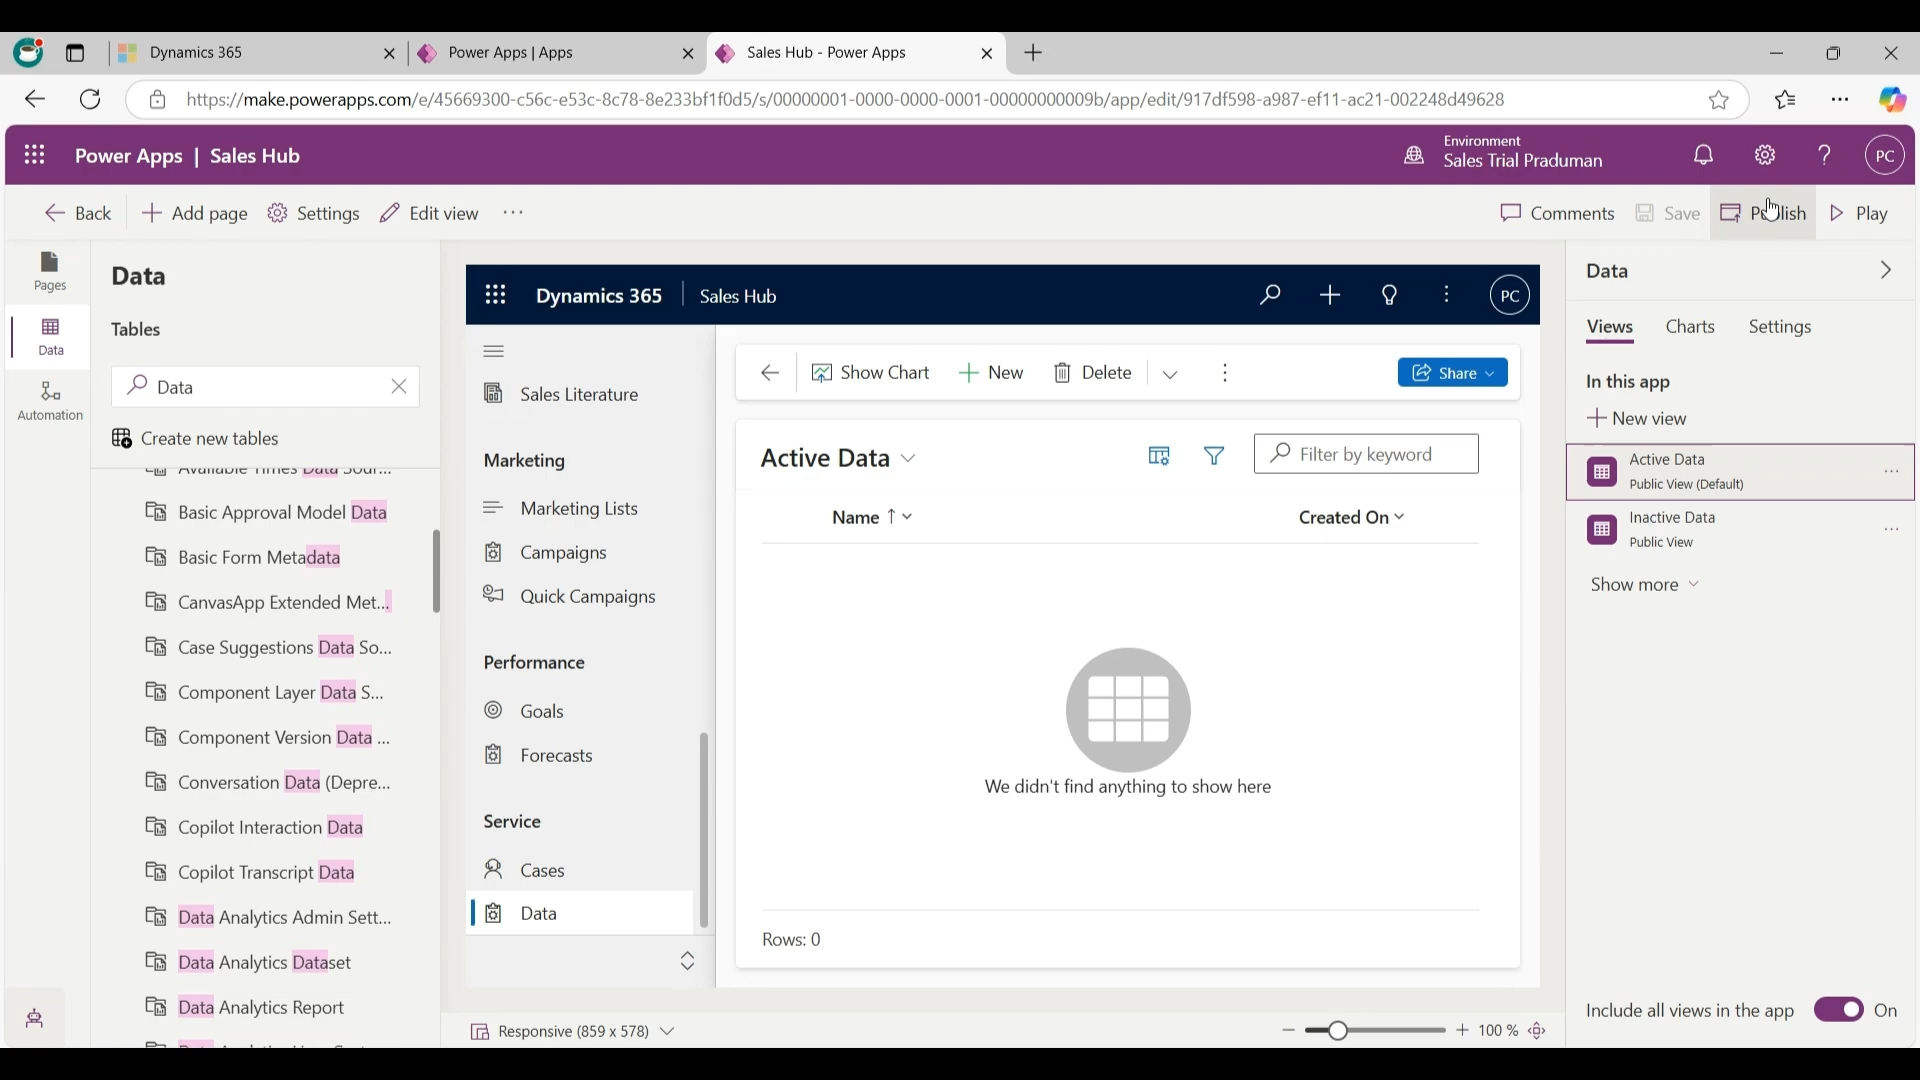 Dynamics 365
Power Apps | Apps
Sales Hub - Power Apps
https://make.powerapps.com/e/45669300-c56c-e53c-8c78-8e233bf1f0d5/s/00000001-0000-0000-0001-00000000009b/app/edit/917df598-a987-ef11-ac21-002248d49628
Power Apps | Sales Hub
Environment
Sales Trial Praduman
PC
Back
Add page
Settings
Edit view
Comments
Save
Publish
Play
Pages
Data
Automation
Data
Tables
Data
Create new tables
Available Times Data Sour...
Basic Approval Model Data
Basic Form Metadata
CanvasApp Extended Met...
Case Suggestions Data So...
Component Layer Data S...
Component Version Data ...
Conversation Data (Depre...
Copilot Interaction Data
Copilot Transcript Data
Data Analytics Admin Sett...
Data Analytics Dataset
Data Analytics Report
Dynamics 365
Sales Hub
PC
Sales Literature
Marketing
Marketing Lists
Campaigns
Quick Campaigns
Performance
Goals
Forecasts
Service
Cases
Data
Show Chart
New
Delete
Share
Active Data
Filter by keyword
Name
Created On
We didn't find anything to show here
Rows: 0
Responsive (859 x 578)
100 %
Data
Views
Charts
Settings
In this app
New view
Active Data
Public View (Default)
Inactive Data
Public View
Show more
Include all views in the app
On